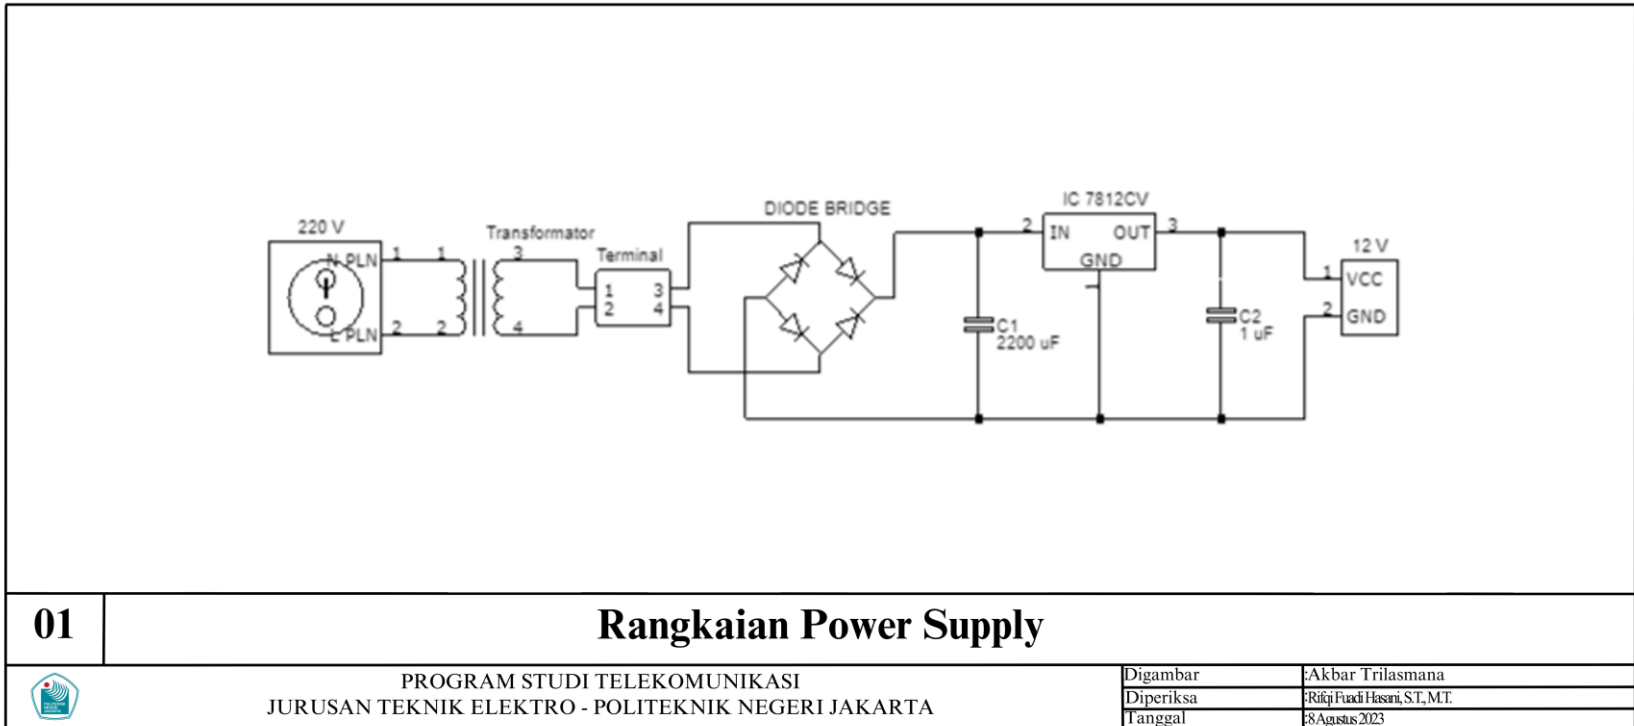 DIODE BRIDGE
IC 7812CV
220 V
Transformator
Terminal
12 V
N PLN
1
1
3
1
3
2
IN
OUT
3
GND
1
VCC
L PLN
2
2
4
2
4
1
C1
2200 uF
C2
1 uF
2
GND
01
Rangkaian Power Supply
PROGRAM STUDI TELEKOMUNIKASI
JURUSAN TEKNIK ELEKTRO - POLITEKNIK NEGERI JAKARTA
Digambar :Akbar Trilasmana
Diperiksa :Rifqi Fuadi Hasani, S.T., M.T.
Tanggal :8 Agustus 2023